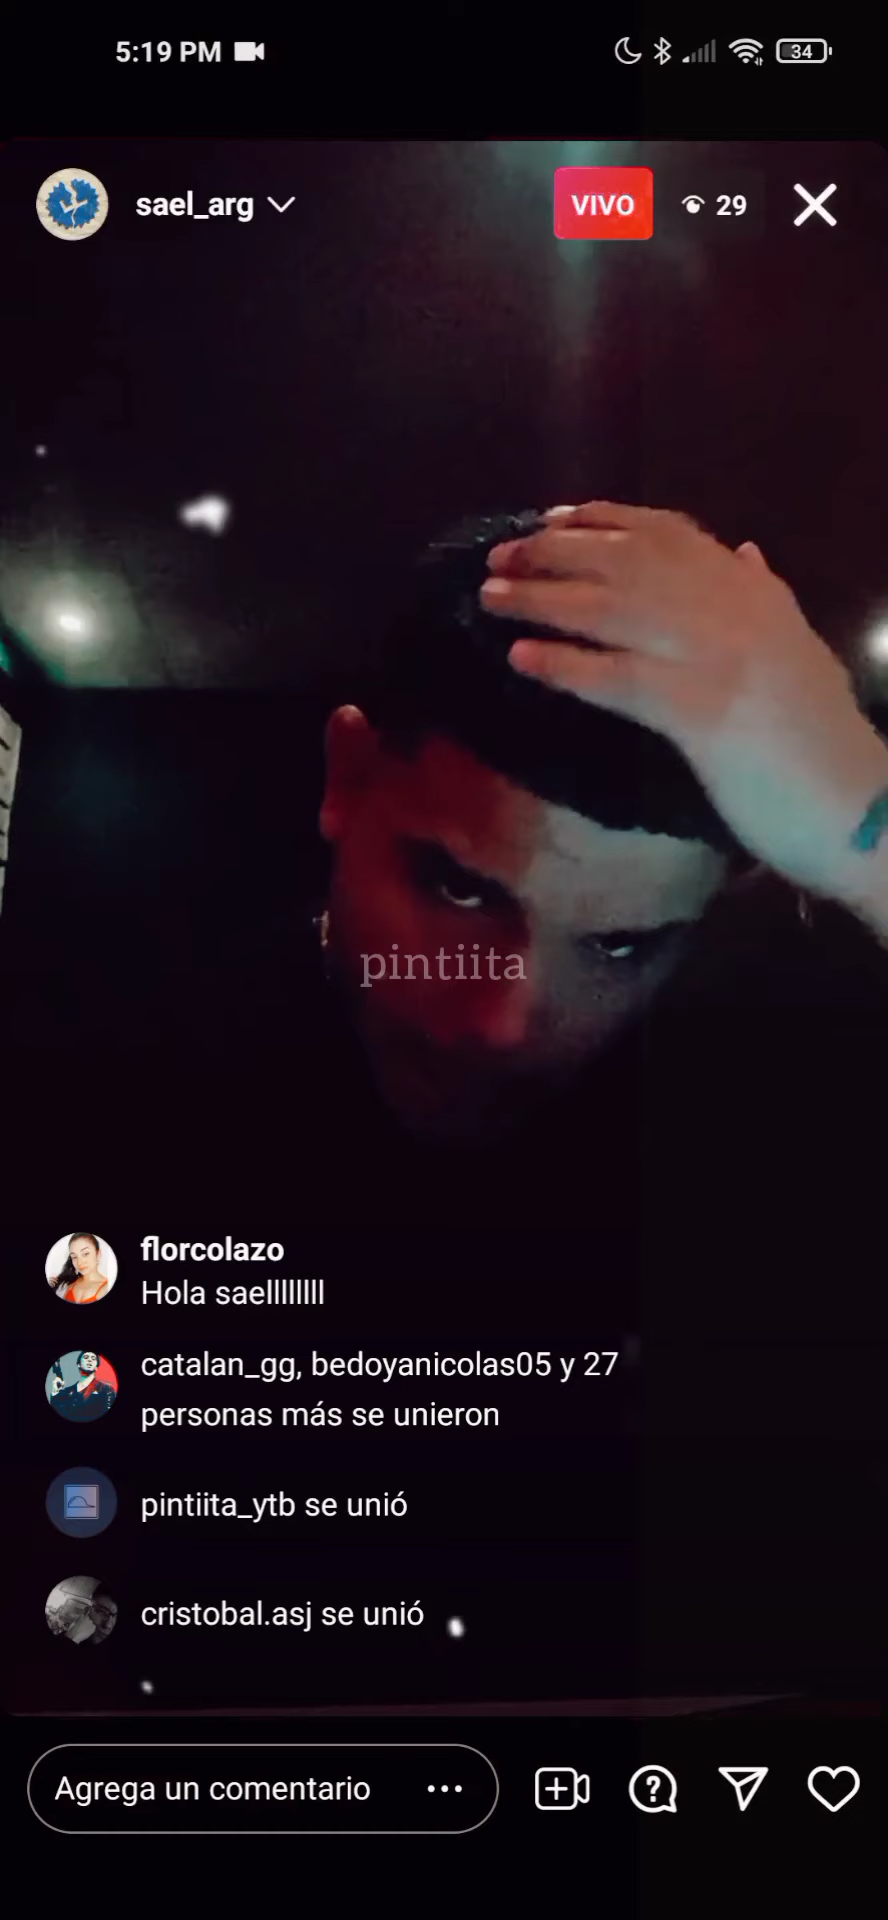 5:19 PM
34
sael_arg
VIVO
29
pintiita
florcolazo
Hola saellllllll
catalan_gg, bedoyanicolas05 y 27
personas más se unieron
pintiita_ytb se unió
cristobal.asj se unió
Agrega un comentario